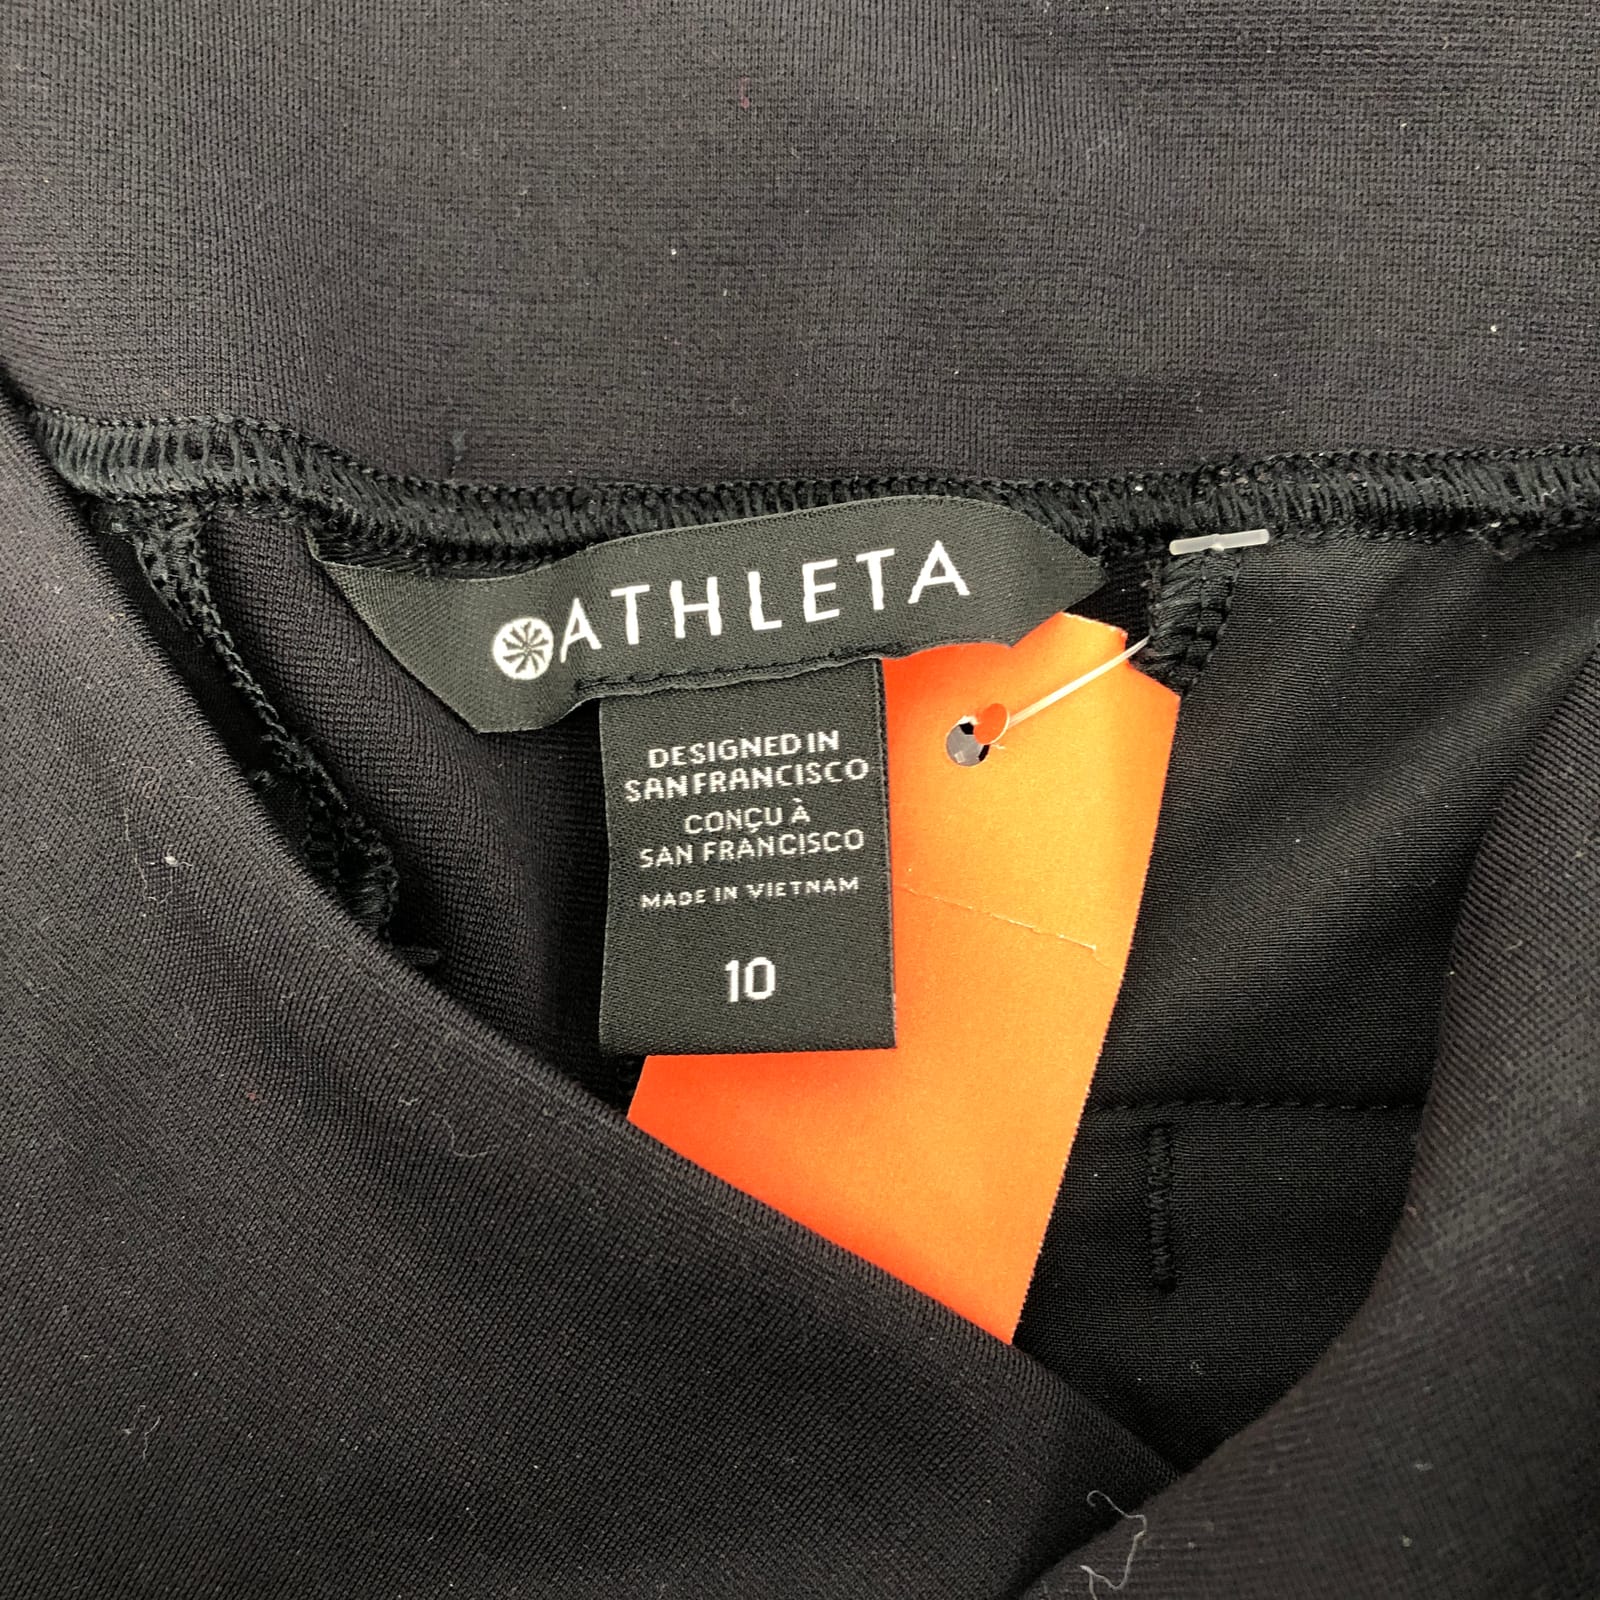 ATHLETA
DESIGNED IN
SAN FRANCISCO
CONÇU À
SAN FRANCISCO
MADE IN VIETNAM
10